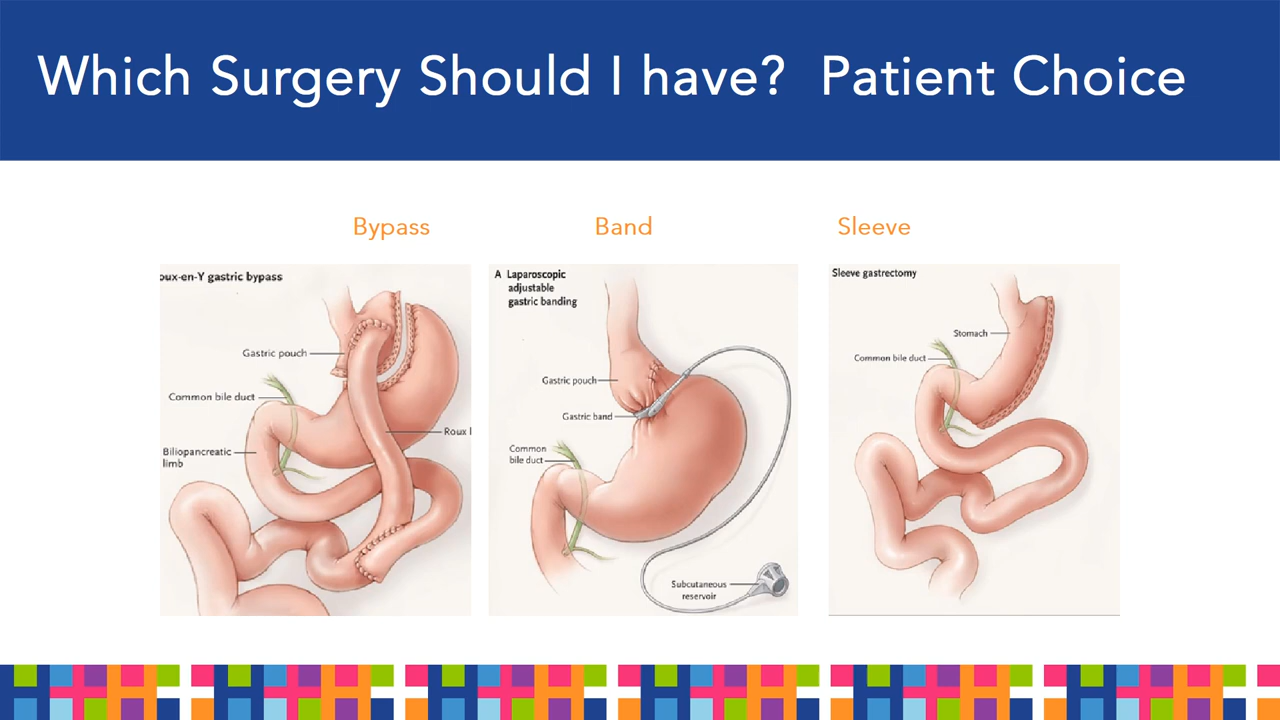 Which Surgery Should I have?  Patient Choice
Bypass
Band
Sleeve
oux-en-Y gastric bypass
Gastric pouch
Common bile duct
Roux l
Biliopancreatic
limb
A Laparoscopic
adjustable
gastric banding
Gastric pouch
Gastric band
Common
bile duct
Subcutaneous
reservoir
Sleeve gastrectomy
Stomach
Common bile duct